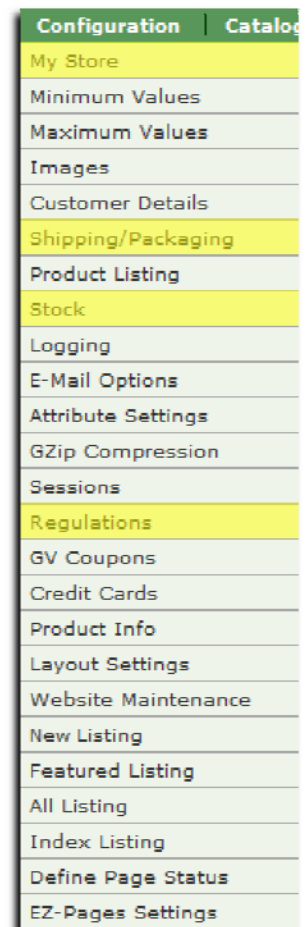 Configuration Catalog
My Store
Minimum Values
Maximum Values
Images
Customer Details
Shipping/Packaging
Product Listing
Stock
Logging
E-Mail Options
Attribute Settings
GZip Compression
Sessions
Regulations
GV Coupons
Credit Cards
Product Info
Layout Settings
Website Maintenance
New Listing
Featured Listing
All Listing
Index Listing
Define Page Status
EZ-Pages Settings